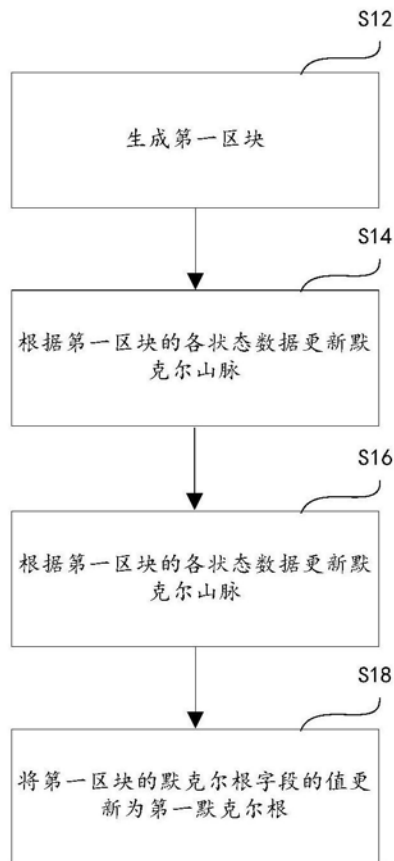 S12
生成第一区块
S14
根据第一区块的各状态数据更新默
克尔山脉
S16
根据第一区块的各状态数据更新默
克尔山脉
S18
将第一区块的默克尔根字段的值更
新为第一默克尔根